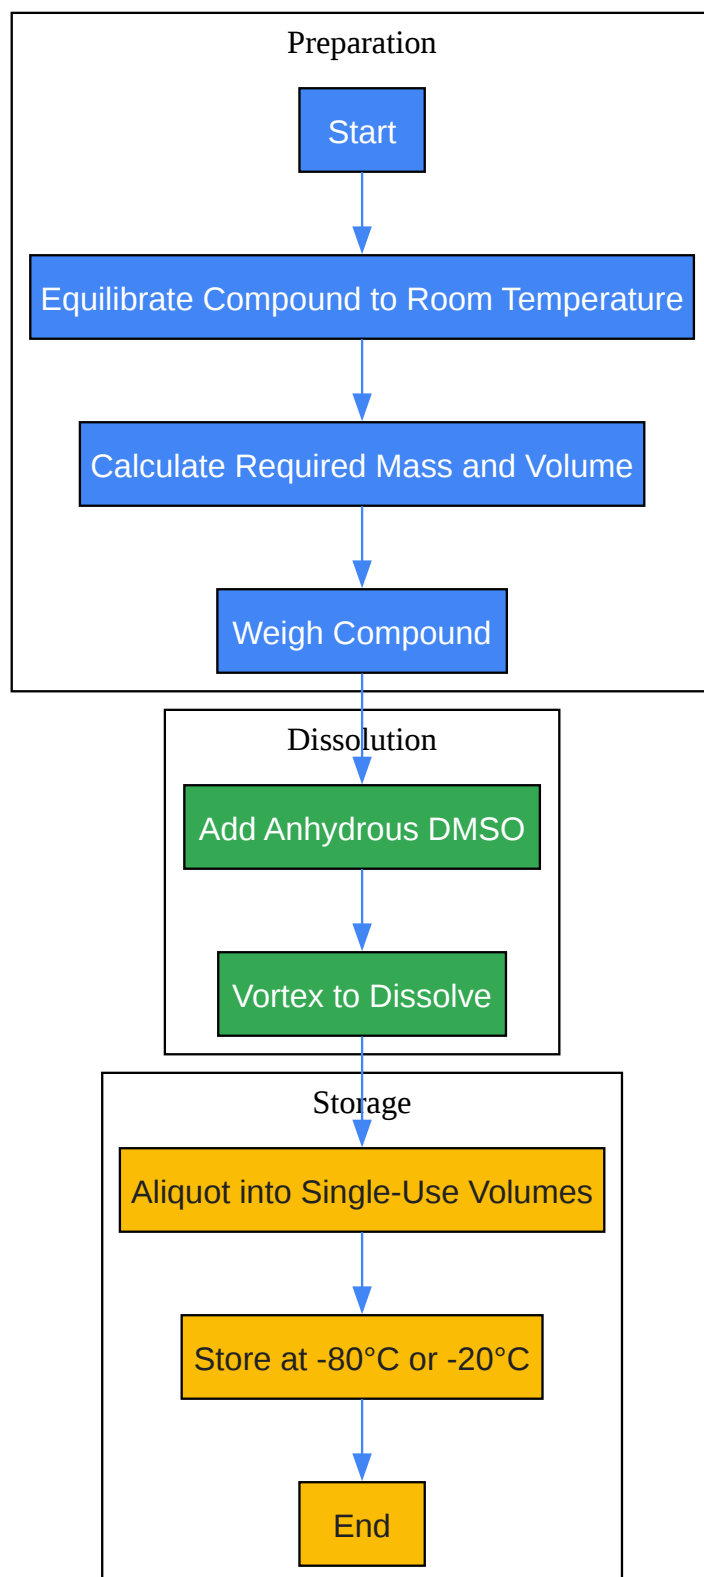 Preparation
Start
Equilibrate Compound to Room Temperature
Calculate Required Mass and Volume
Weigh Compound
Dissolution
Add Anhydrous DMSO
Vortex to Dissolve
Storage
Aliquot into Single-Use Volumes
Store at -80°C or -20°C
End